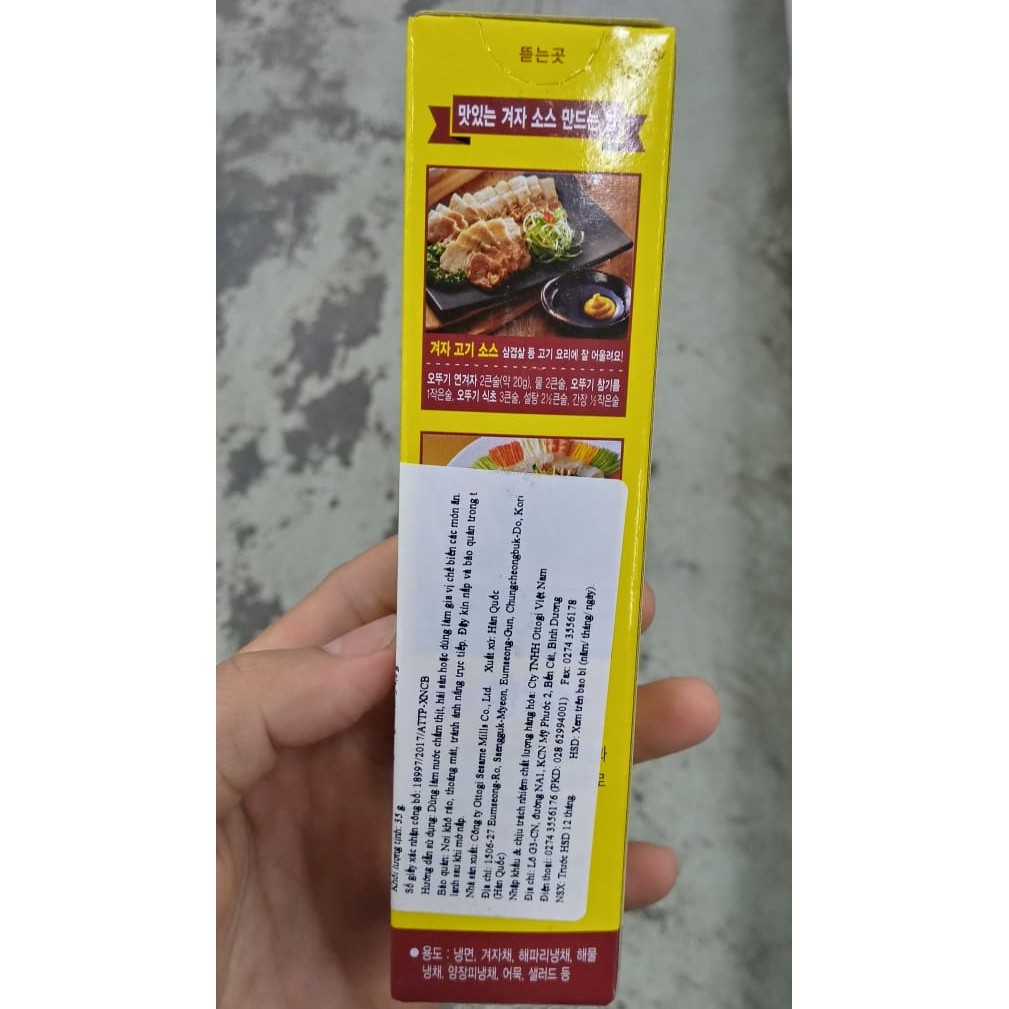 뜯는곳
맛있는 겨자 소스 만드는
겨자 고기 소스 삼겹살 등 고기 요리에 잘 어울려요!
오뚜기 연겨자 2큰술(약 20g), 물 2큰술, 오뚜기 참기름
1작은술, 오뚜기 식초 3큰술, 설탕 2½큰술, 간장 ½작은술
Khối lượng tịnh: 35 g.
Số giấy xác nhận công bố: 18997/2017/ATTP-XNCB
Hướng dẫn sử dụng: Dùng làm nước chấm thịt, hải sản hoặc dùng làm gia vị chế biến các món ăn.
Bảo quản: Nơi khô ráo, thoáng mát, tránh ánh nắng trực tiếp. Đậy kín nắp và bảo quản trong t
lạnh sau khi mở nắp.
Nhà sản xuất: Công ty Ottogi Sesame Mills Co., Ltd. Xuất xứ: Hàn Quốc
Địa chỉ: 1506-27 Eumseong-Ro, Saengguk-Myeon, Eumseong-Gun, Chungcheongbuk-Do, Kori
(Hàn Quốc)
Nhập khẩu & chịu trách nhiệm chất lượng hàng hóa: Cty TNHH Ottogi Việt Nam
Địa chỉ: Lô G3-CN, đường NA1, KCN Mỹ Phước 2, Bến Cát, Bình Dương
Điện thoại: 0274 3556176 (PKD: 028 62994001) Fax: 0274 3556178
NSX: Trước HSD 12 tháng. HSD: Xem trên bao bì (năm/ tháng/ ngày).
● 용도 : 냉면, 겨자채, 해파리냉채, 해물
냉채, 양장피냉채, 어묵, 샐러드 등